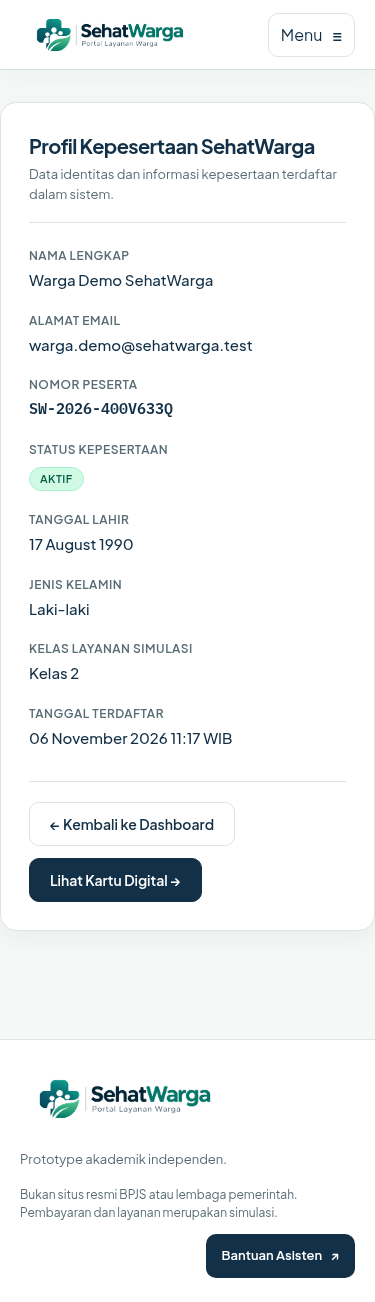 SehatWarga
Portal Layanan Warga
Menu ≡
Profil Kepesertaan SehatWarga
Data identitas dan informasi kepesertaan terdaftar
dalam sistem.
NAMA LENGKAP
Warga Demo SehatWarga
ALAMAT EMAIL
warga.demo@sehatwarga.test
NOMOR PESERTA
SW-2026-400V633Q
STATUS KEPESERTAAN
AKTIF
TANGGAL LAHIR
17 August 1990
JENIS KELAMIN
Laki-laki
KELAS LAYANAN SIMULASI
Kelas 2
TANGGAL TERDAFTAR
06 November 2026 11:17 WIB
← Kembali ke Dashboard
Lihat Kartu Digital →
SehatWarga
Portal Layanan Warga
Prototype akademik independen.
Bukan situs resmi BPJS atau lembaga pemerintah.
Pembayaran dan layanan merupakan simulasi.
Bantuan Asisten ↗